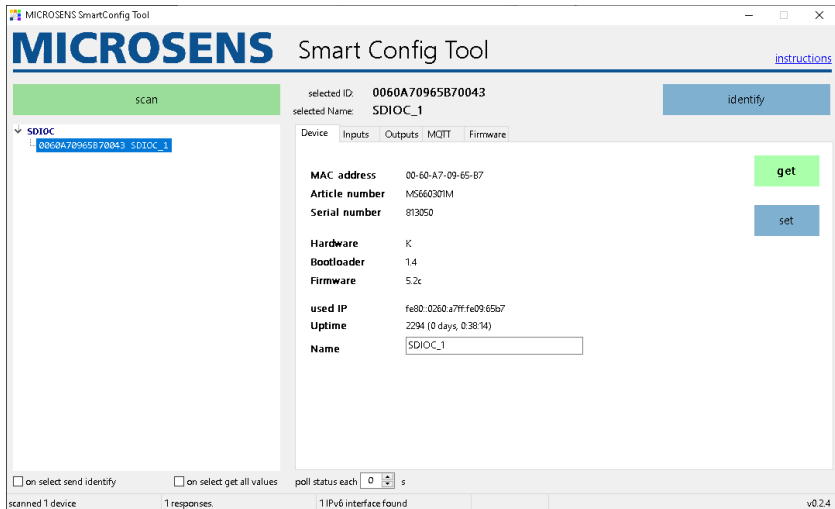 MICROSENS SmartConfig Tool
MICROSENS Smart Config Tool
instructions
scan
selected ID: 0060A70965B70043
selected Name: SDIOC_1
identify
SDIOC
0060A70965B70043 SDIOC_1
Device Inputs Outputs MQTT Firmware
get
set
MAC address 00-60-A7-09-65-B7
Article number MS660301M
Serial number 813050
Hardware K
Bootloader 1.4
Firmware 5.2c
used IP fe80::0260:a7ff:fe09:65b7
Uptime 2294 (0 days, 0:38:14)
Name SDIOC_1
on select send identify on select get all values poll status each 0 s
scanned 1 device 1 responses. 1 IPv6 interface found v0.2.4